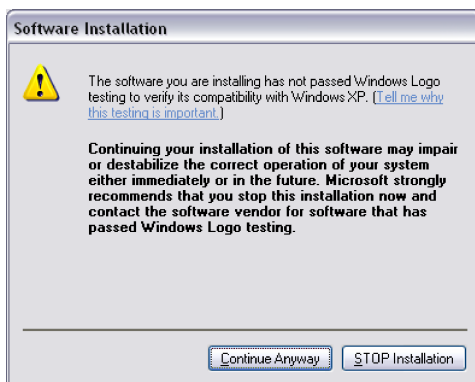 Software Installation
The software you are installing has not passed Windows Logo
testing to verify its compatibility with Windows XP. (Tell me why
this testing is important.)
Continuing your installation of this software may impair
or destabilize the correct operation of your system
either immediately or in the future. Microsoft strongly
recommends that you stop this installation now and
contact the software vendor for software that has
passed Windows Logo testing.
Continue Anyway
STOP Installation